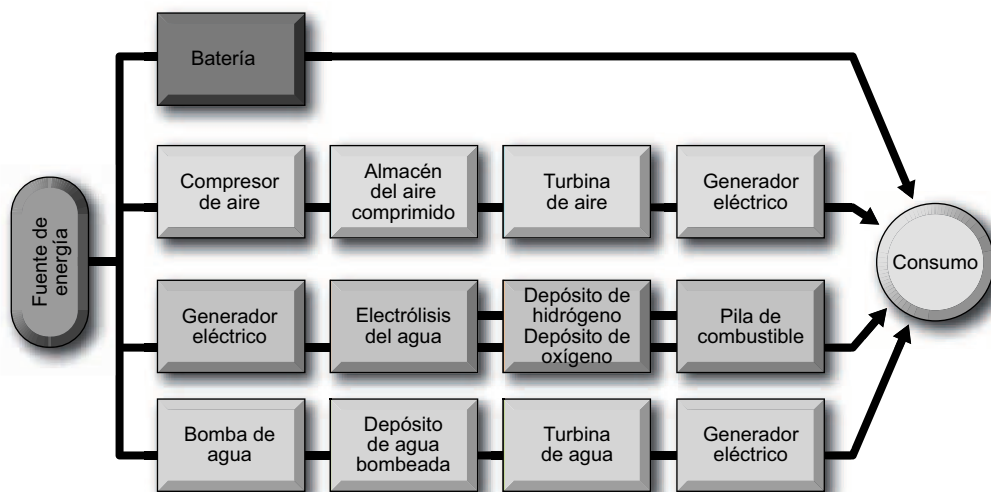 Fuente de
energía
Batería
Compresor
de aire
Almacén
del aire
comprimido
Turbina
de aire
Generador
eléctrico
Generador
eléctrico
Electrólisis
del agua
Depósito de
hidrógeno
Depósito de
oxígeno
Pila de
combustible
Bomba de
agua
Depósito
de agua
bombeada
Turbina
de agua
Generador
eléctrico
Consumo